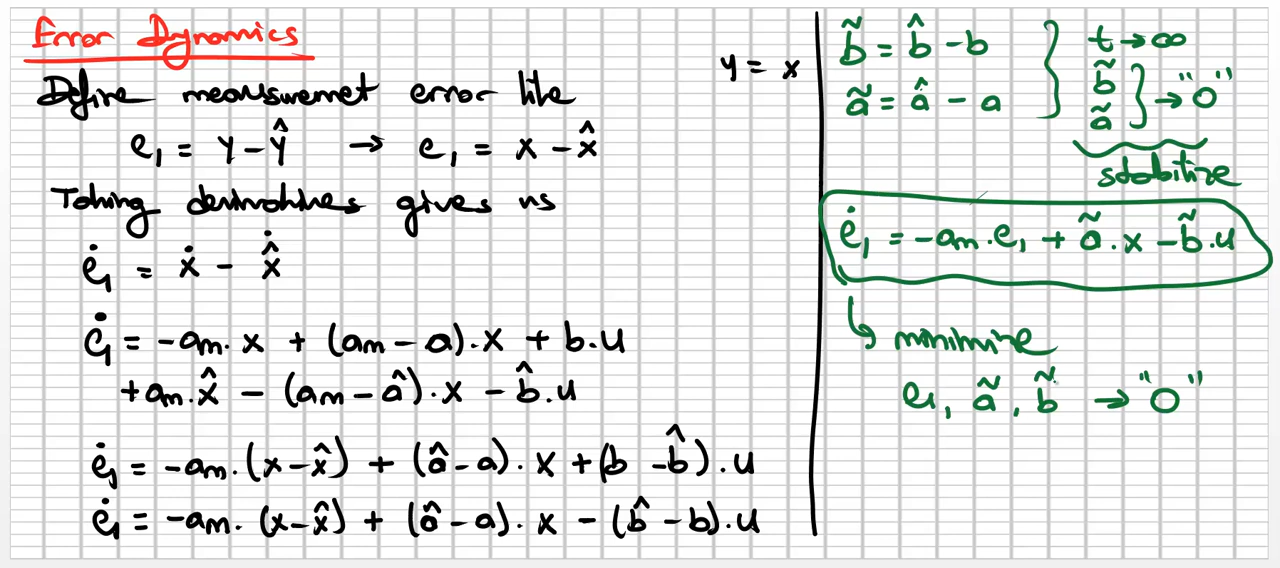 Error Dynamics
Define measuremet error like
y = x
e₁ = y - ŷ → e₁ = x - x̂
Taking derivatives gives us
ė₁ = ẋ - x̂̇
ė₁ = -am. x + (am - a). x + b.u
+am. x̂ - (am - â). x - b̂.u
ė₁ = -am. (x - x̂) + (â - a). x + (b - b̂). u
ė₁ = -am. (x - x̂) + (â - a). x - (b̂ - b). u
b̃ = b̂ - b
ã = â - a
t → ∞
b̃
ã } → "0"
stabilize
ė₁ = -am. e₁ + ã. x - b̃. u
↳ minimize
e₁, ã, b̃ → "0"